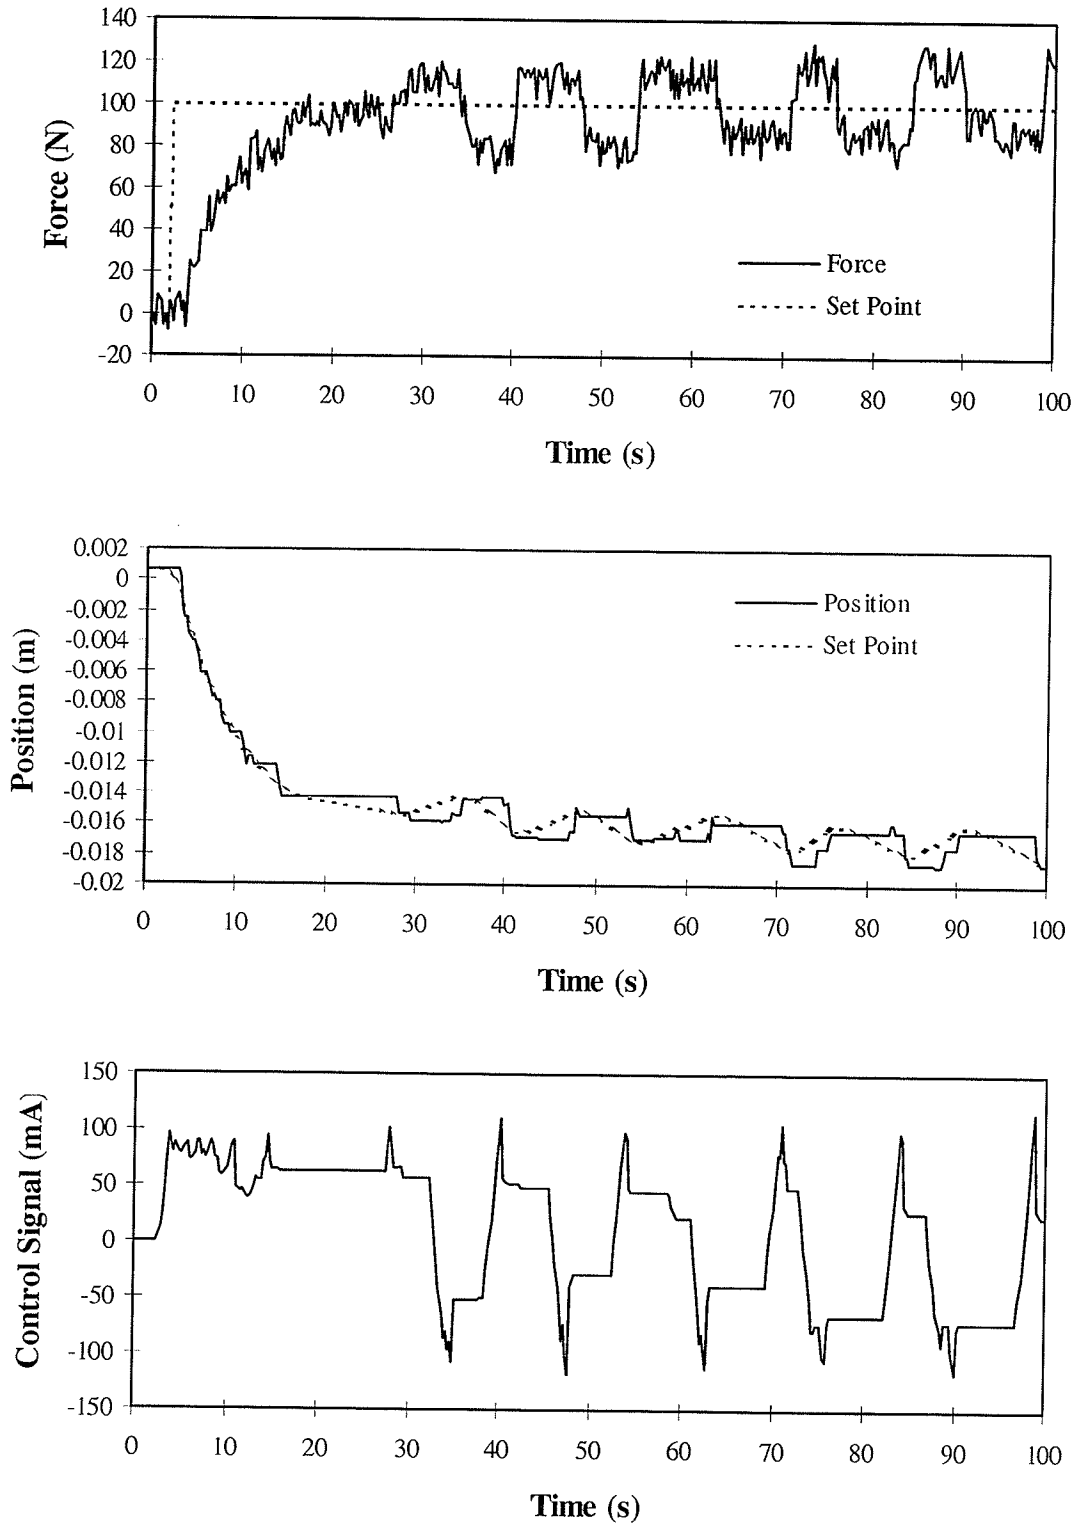 140
120
100
80
60
40
20
0
-20
Force (N)
Force
Set Point
0 10 20 30 40 50 60 70 80 90 100
Time (s)
0.002
0
-0.002
-0.004
-0.006
-0.008
-0.01
-0.012
-0.014
-0.016
-0.018
-0.02
Position (m)
Position
Set Point
0 10 20 30 40 50 60 70 80 90 100
Time (s)
150
100
50
0
-50
-100
-150
Control Signal (mA)
0 10 20 30 40 50 60 70 80 90 100
Time (s)